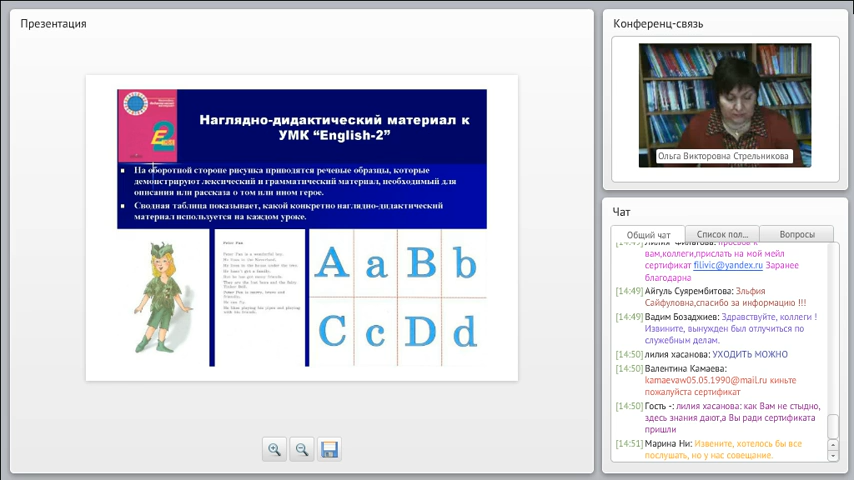 Презентация
Наглядно-дидактический материал к
УМК “English-2”
На оборотной стороне рисунка приводятся речевые образцы, которые
демонстрируют лексический и грамматический материал, необходимый для
описания или рассказа о том или ином герое.
Сводная таблица показывает, какой конкретно наглядно-дидактический
материал используется на каждом уроке.
Peter Pan
A a B b
C c D d
Конференц-связь
Ольга Викторовна Стрельникова
Чат
Общий чат
Список пол...
Вопросы
вам,коллеги,прислать на мой мейл
сертификат filivic@yandex.ru Заранее
благодарна
[14:49] Айгуль Суярембитова: Эльфия
Сайфуловна,спасибо за информацию !!!
[14:49] Вадим Бозаджиев: Здравствуйте, коллеги !
Извините, вынужден был отлучиться по
служебным делам.
[14:50] лилия хасанова: УХОДИТЬ МОЖНО
[14:50] Валентина Камаева:
kamaevaw05.05.1990@mail.ru киньте
пожалуйста сертификат
[14:50] Гость -: лилия хасанова: как Вам не стыдно,
здесь знания дают,а Вы ради сертификата
пришли
[14:51] Марина Ни: Извените, хотелось бы все
послушать, но у нас совещание.